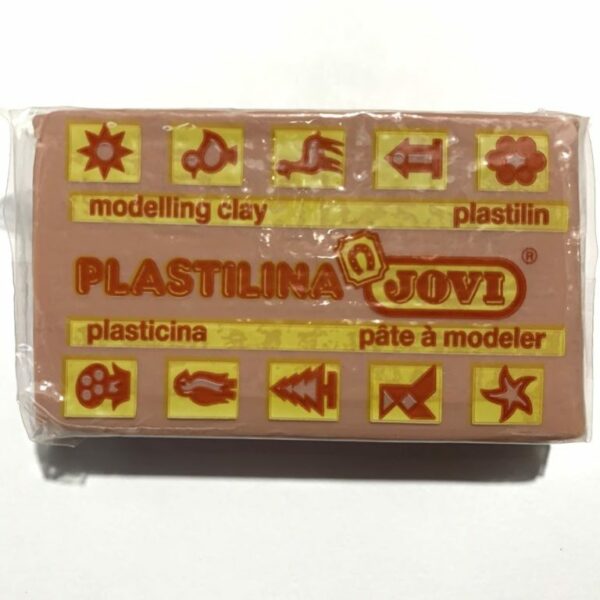 modelling clay plastilin
PLASTILINA JOVI ®
plasticina pâte à modeler